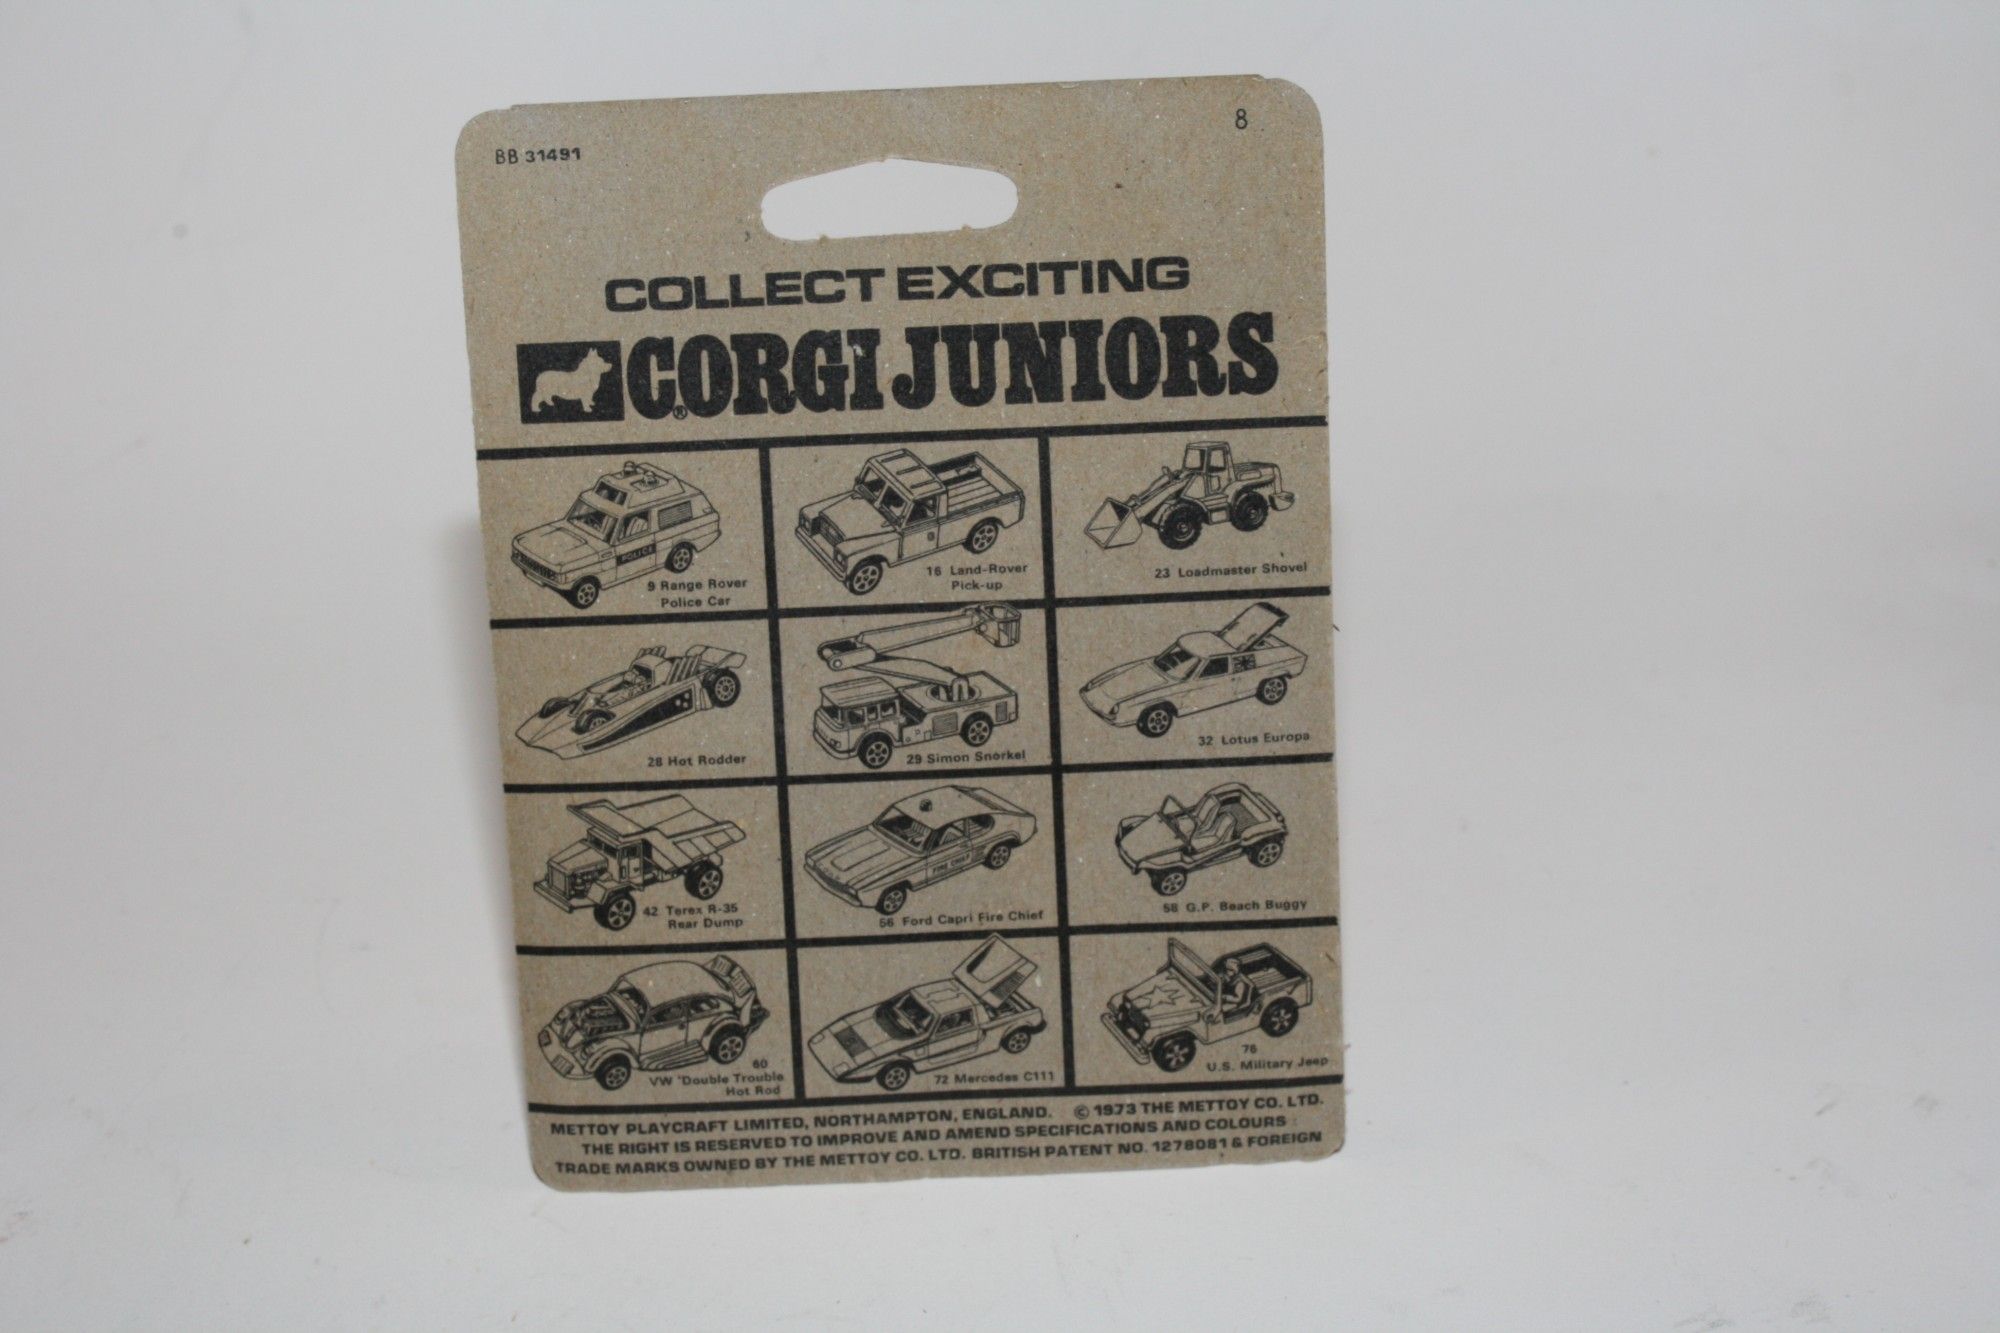 8
BB 31491
COLLECT EXCITING
CORGI JUNIORS
®
POLICE
9 Range Rover
Police Car
16 Land-Rover
Pick-up
23 Loadmaster Shovel
28 Hot Rodder
29 Simon Snorkel
32 Lotus Europa
42 Terex R-35
Rear Dump
FIRE CHIEF
56 Ford Capri Fire Chief
58 G.P. Beach Buggy
60
VW 'Double Trouble
Hot Rod
72 Mercedes C111
76
U.S. Military Jeep
METTOY PLAYCRAFT LIMITED, NORTHAMPTON, ENGLAND. © 1973 THE METTOY CO. LTD.
THE RIGHT IS RESERVED TO IMPROVE AND AMEND SPECIFICATIONS AND COLOURS :
TRADE MARKS OWNED BY THE METTOY CO. LTD. BRITISH PATENT NO. 1278081 & FOREIGN